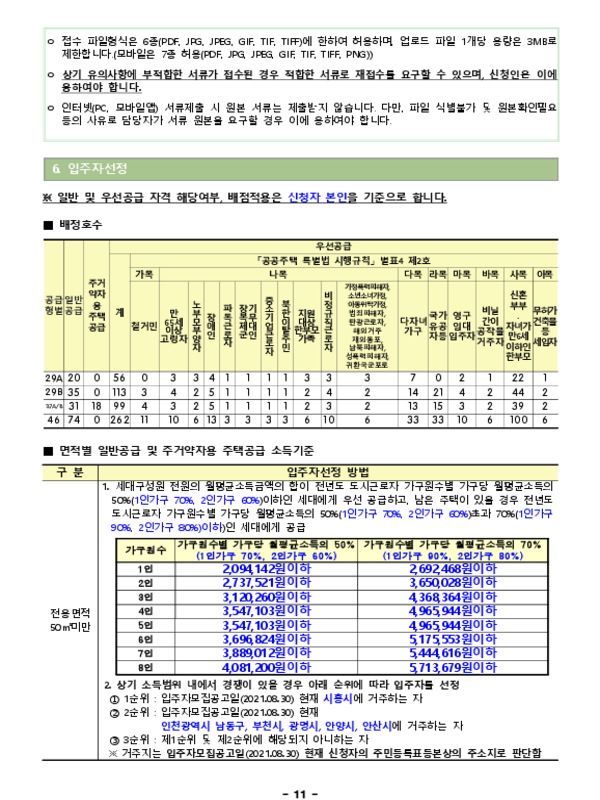 ㅇ 접수 파일형식은 6종(PDF, JPG, JPEG, GIF, TIF, TIFF)에 한하여 허용하며, 업로드 파일 1개당 용량은 3MB로
제한합니다.(모바일은 7종 허용(PDF, JPG, JPEG, GIF, TIF, TIFF, PNG))
ㅇ 상기 유의사항에 부적합한 서류가 접수된 경우 적합한 서류로 재접수를 요구할 수 있으며, 신청인은 이에
응하여야 합니다.
ㅇ 인터넷(PC, 모바일앱) 서류제출 시 원본 서류는 제출받지 않습니다. 다만, 파일 식별불가 및 원본확인필요
등의 사유로 담당자가 서류 원본을 요구할 경우 이에 응하여야 합니다.
6. 입주자선정
※ 일반 및 우선공급 자격 해당여부, 배점적용은 신청자 본인을 기준으로 합니다.
■ 배정호수
공급형별 일반공급 주거약자용주택공급 우선공급
계 「공공주택 특별법 시행규칙」 별표4 제2호
가목 나목 다목 라목 마목 바목 사목 아목
철거민 만65세이상고령자 노부모부양자 장애인 파독근로자 장기복무제대군인 중소기업근로자 북한이탈주민 지원대상한부모가족 비정규직근로자 가정폭력피해자, 소년소녀가정, 아동위탁가정, 범죄피해자, 파견근로자, 해외거주재외동포, 납북피해자, 성폭력피해자, 귀환국군포로 다자녀가구 국가유공자등 영구임대입주자 비닐간이공작물거주자 신혼부부·자녀가만6세이하인한부모 무허가건축물등세입자
29A 20 0 56 0 3 3 4 1 1 1 1 3 3 3 7 0 2 1 22 1
29B 35 0 113 3 4 2 5 1 1 1 1 2 4 2 14 21 4 2 44 2
37A/B 31 18 99 4 3 2 5 1 1 1 1 2 3 2 13 15 3 2 39 2
46 74 0 262 11 10 6 13 3 3 3 3 6 10 6 33 33 10 6 100 6
■ 면적별 일반공급 및 주거약자용 주택공급 소득기준
구 분 입주자선정 방법
전용면적
50㎡미만
1. 세대구성원 전원의 월평균소득금액의 합이 전년도 도시근로자 가구원수별 가구당 월평균소득의
50%(1인가구 70%, 2인가구 60%)이하인 세대에게 우선 공급하고, 남은 주택이 있을 경우 전년도
도시근로자 가구원수별 가구당 월평균소득의 50%(1인가구 70%, 2인가구 60%)초과 70%(1인가구
90%, 2인가구 80%)이하)인 세대에게 공급
가구원수 가구원수별 가구당 월평균소득의 50% 가구원수별 가구당 월평균소득의 70%
(1인가구 70%, 2인가구 60%) (1인가구 90%, 2인가구 80%)
1인 2,094,142원이하 2,692,468원이하
2인 2,737,521원이하 3,650,028원이하
3인 3,120,260원이하 4,368,364원이하
4인 3,547,103원이하 4,965,944원이하
5인 3,547,103원이하 4,965,944원이하
6인 3,696,824원이하 5,175,553원이하
7인 3,889,012원이하 5,444,616원이하
8인 4,081,200원이하 5,713,679원이하
2. 상기 소득범위 내에서 경쟁이 있을 경우 아래 순위에 따라 입주자를 선정
① 1순위 : 입주자모집공고일(2021.08.30) 현재 시흥시에 거주하는 자
② 2순위 : 입주자모집공고일(2021.08.30) 현재
인천광역시 남동구, 부천시, 광명시, 안양시, 안산시에 거주하는 자
③ 3순위 : 제1순위 및 제2순위에 해당되지 아니하는 자
※ 거주지는 입주자모집공고일(2021.08.30) 현재 신청자의 주민등록표등본상의 주소지로 판단함
- 11 -